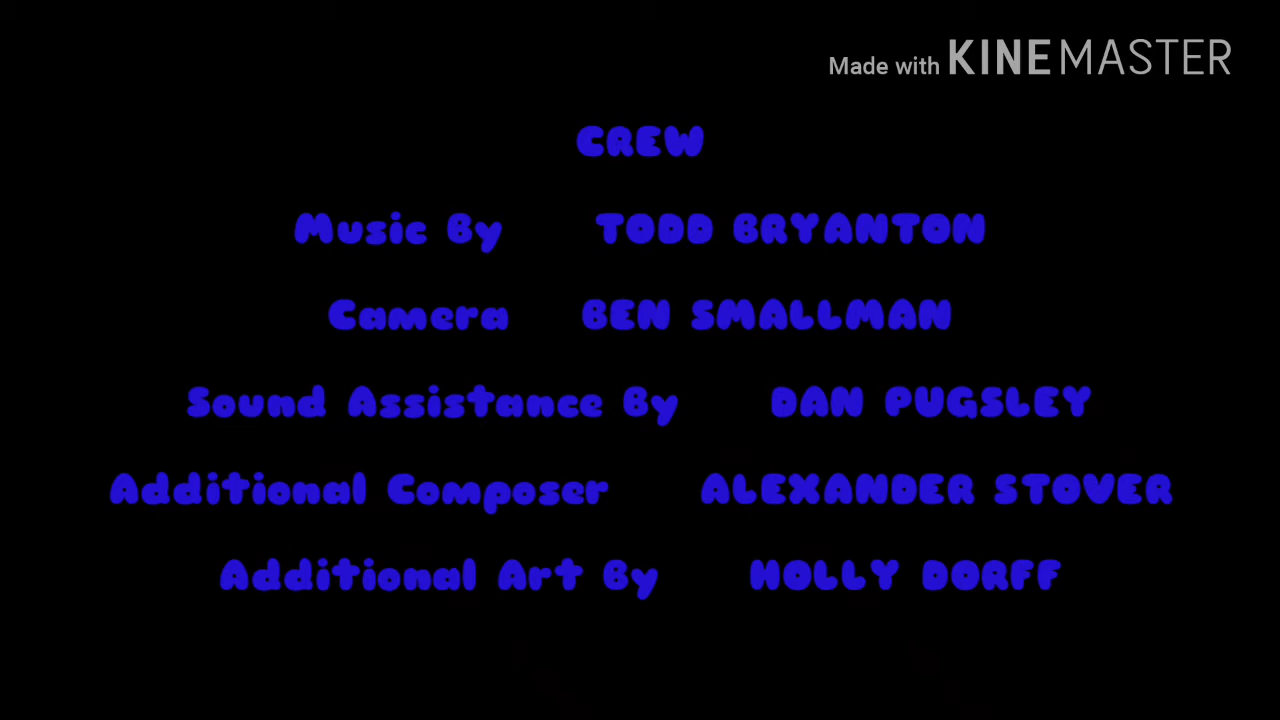 Made with KINEMASTER
CREW
Music By TODD BRYANTON
Camera BEN SMALLMAN
Sound Assistance By DAN PUGSLEY
Additional Composer ALEXANDER STOVER
Additional Art By HOLLY DORFF